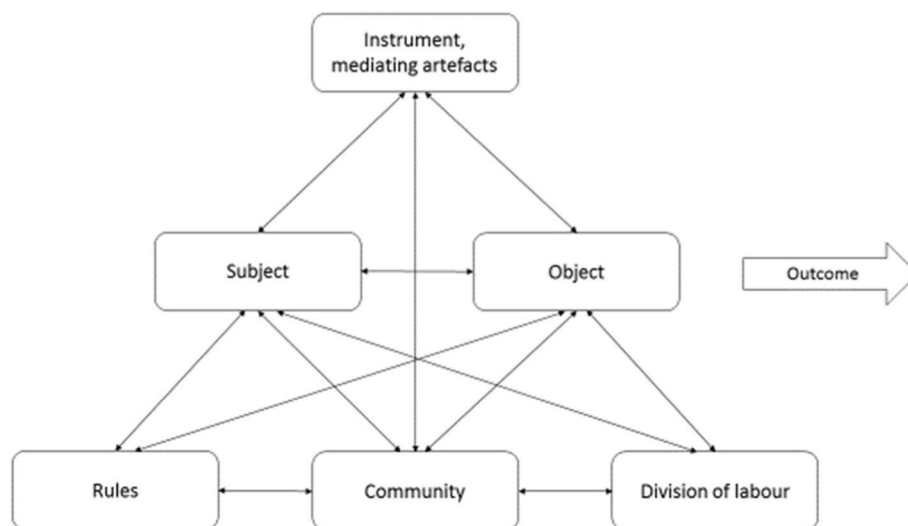 Instrument,
mediating artefacts
Subject
Object
Outcome
Rules
Community
Division of labour